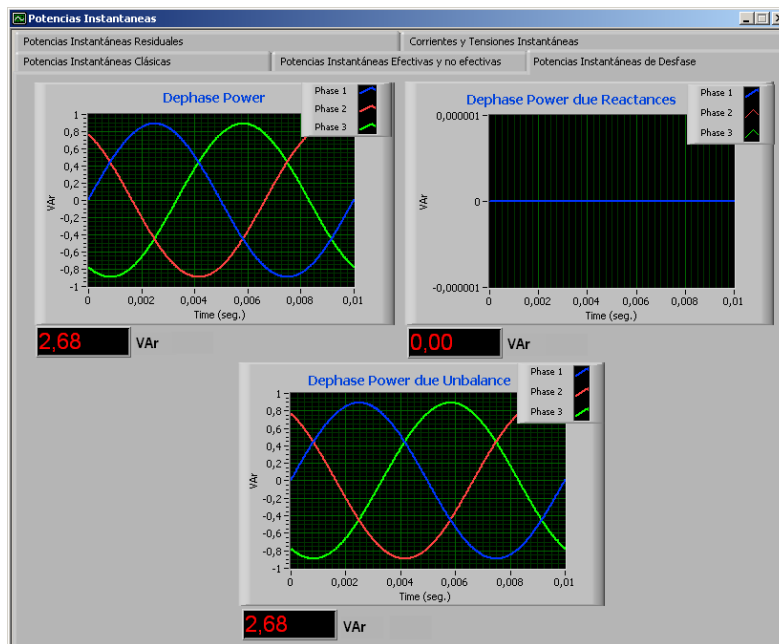 Potencias Instantaneas
Potencias Instantáneas Residuales
Corrientes y Tensiones Instantáneas
Potencias Instantáneas Clásicas
Potencias Instantáneas Efectivas y no efectivas
Potencias Instantáneas de Desfase
Dephase Power
Phase 1
Phase 2
Phase 3
VAr
1
0,8
0,6
0,4
0,2
0
-0,2
-0,4
-0,6
-0,8
-1
0
0,002
0,004
0,006
0,008
0,01
Time (seg.)
2,68
VAr
Dephase Power due Reactances
Phase 1
Phase 2
Phase 3
VAr
0,000001
0
-0,000001
0
0,002
0,004
0,006
0,008
0,01
Time (seg.)
0,00
VAr
Dephase Power due Unbalance
Phase 1
Phase 2
Phase 3
VAr
1
0,8
0,6
0,4
0,2
0
-0,2
-0,4
-0,6
-0,8
-1
0
0,002
0,004
0,006
0,008
0,01
Time (seg.)
2,68
VAr